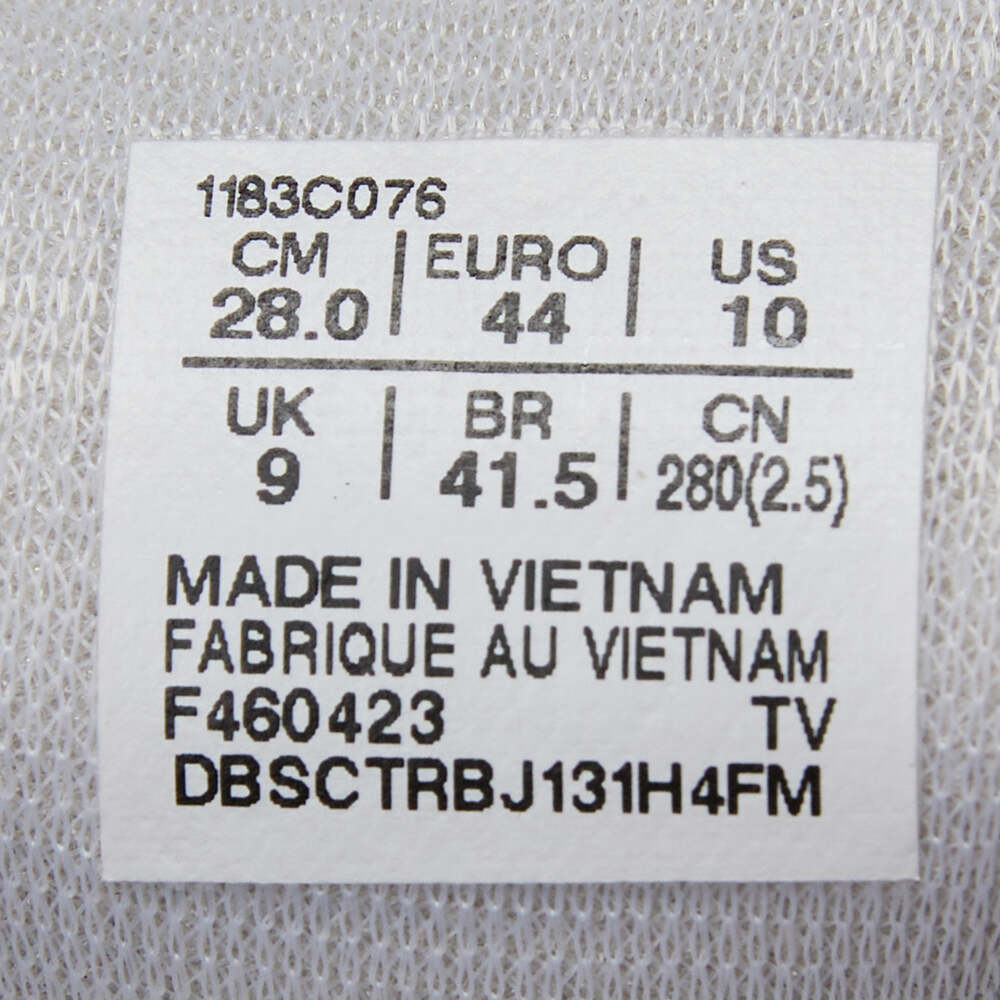 1183C076
CM | EURO | US
28.0 | 44 | 10
UK | BR | CN
9 | 41.5 | 280(2.5)
MADE IN VIETNAM
FABRIQUE AU VIETNAM
F460423 TV
DBSCTRBJ131H4FM